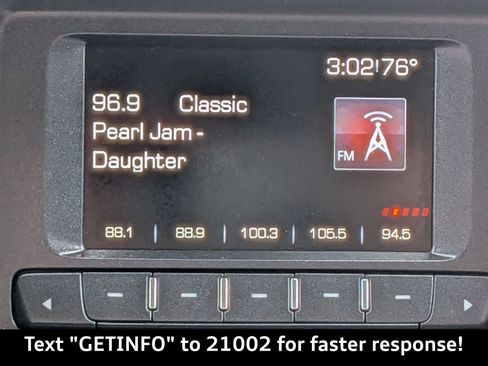 3:02 76°
96.9 Classic
Pearl Jam -
Daughter
FM
88.1 | 88.9 | 100.3 | 105.5 | 94.5
Text "GETINFO" to 21002 for faster response!